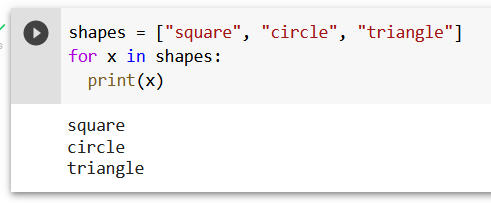 shapes = ["square", "circle", "triangle"]
for x in shapes:
  print(x)
square
circle
triangle